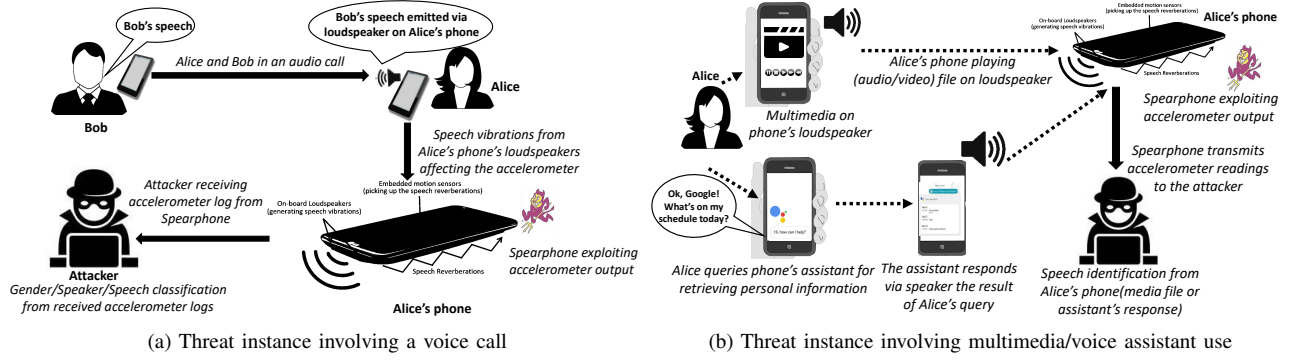 Bob's speech
Bob's speech emitted via
loudspeaker on Alice's phone
Alice and Bob in an audio call
Bob
Alice
Speech vibrations from
Alice's phone's loudspeakers
affecting the accelerometer
Attacker receiving
accelerometer log from
Spearphone
Embedded motion sensors
(picking up the speech reverberations)
On-board Loudspeakers
(generating speech vibrations)
Speech Reverberations
Spearphone exploiting
accelerometer output
Attacker
Gender/Speaker/Speech classification
from received accelerometer logs
Alice's phone
(a) Threat instance involving a voice call
Alice
Multimedia on
phone's loudspeaker
Alice's phone playing
(audio/video) file on loudspeaker
Embedded motion sensors
(picking up the speech reverberations)
On-board Loudspeakers
(generating speech vibrations)
Alice's phone
Speech Reverberations
Spearphone exploiting
accelerometer output
Spearphone transmits
accelerometer readings
to the attacker
Ok, Google!
What's on my
schedule today?
Hi, how can I help?
Alice queries phone's assistant for
retrieving personal information
The assistant responds
via speaker the result
of Alice's query
Speech identification from
Alice's phone(media file or
assistant's response)
(b) Threat instance involving multimedia/voice assistant use